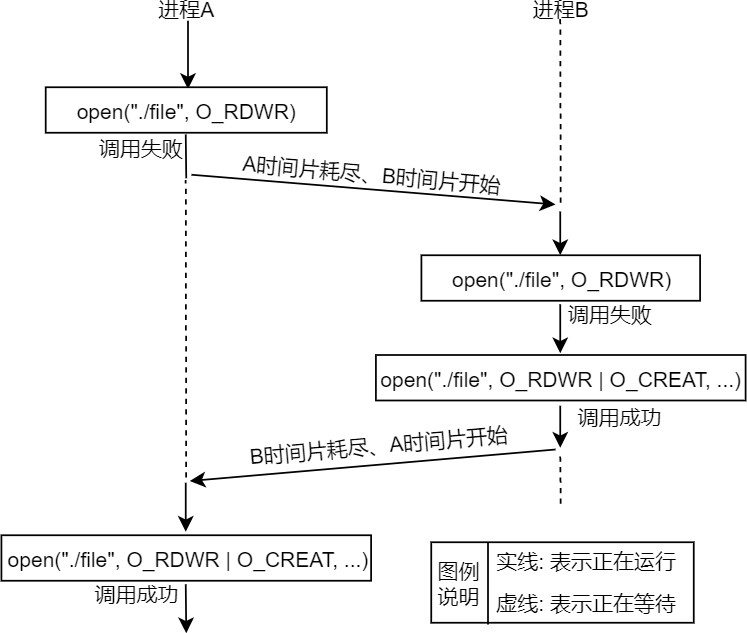 进程A
进程B
open("./file", O_RDWR)
调用失败
A时间片耗尽、B时间片开始
open("./file", O_RDWR)
调用失败
open("./file", O_RDWR | O_CREAT, ...)
调用成功
B时间片耗尽、A时间片开始
open("./file", O_RDWR | O_CREAT, ...)
调用成功
图例
说明
实线: 表示正在运行
虚线: 表示正在等待